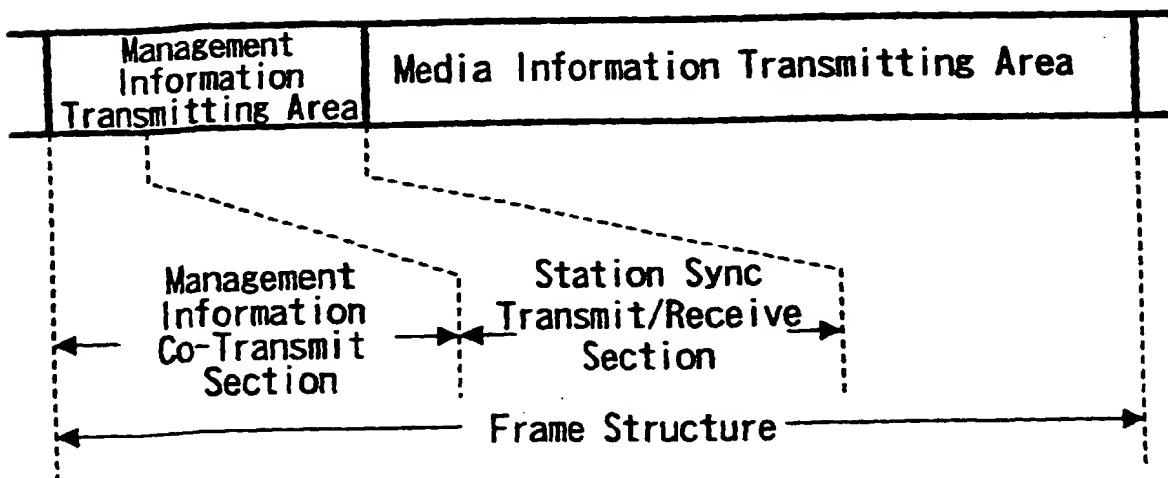 Management
Information
Transmitting Area
Media Information Transmitting Area
Management
Information
Co-Transmit
Section
Station Sync
Transmit/Receive
Section
Frame Structure